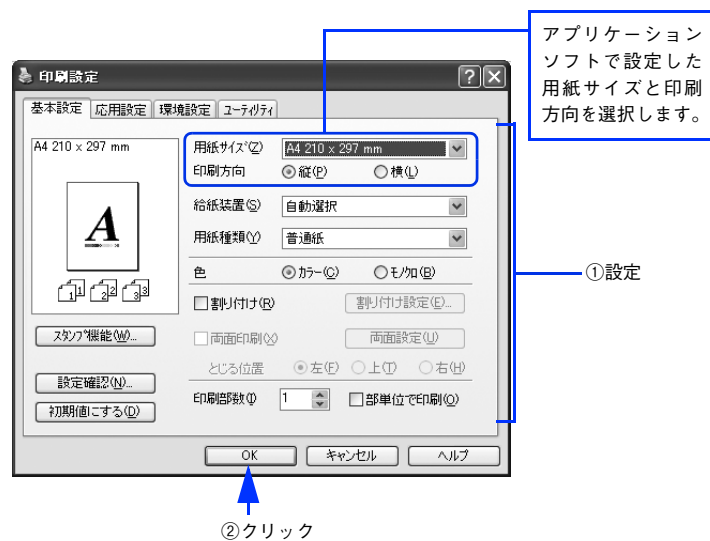 アプリケーション
ソフトで設定した
用紙サイズと印刷
方向を選択します。
印刷設定
基本設定 応用設定 環境設定 ユーティリティ
A4 210 x 297 mm
A
1 1 2 2 3 3
スタンプ機能(W)...
設定確認(N)...
初期値にする(D)
用紙サイズ(Z) A4 210 x 297 mm
印刷方向 縦(P) 横(L)
給紙装置(S) 自動選択
用紙種類(Y) 普通紙
色 カラー(C) モノクロ(B)
割り付け(R) 割り付け設定(E)...
両面印刷(X) 両面設定(U)
とじる位置 左(F) 上(T) 右(H)
印刷部数(I) 1 部単位で印刷(O)
OK キャンセル ヘルプ
①設定
②クリック